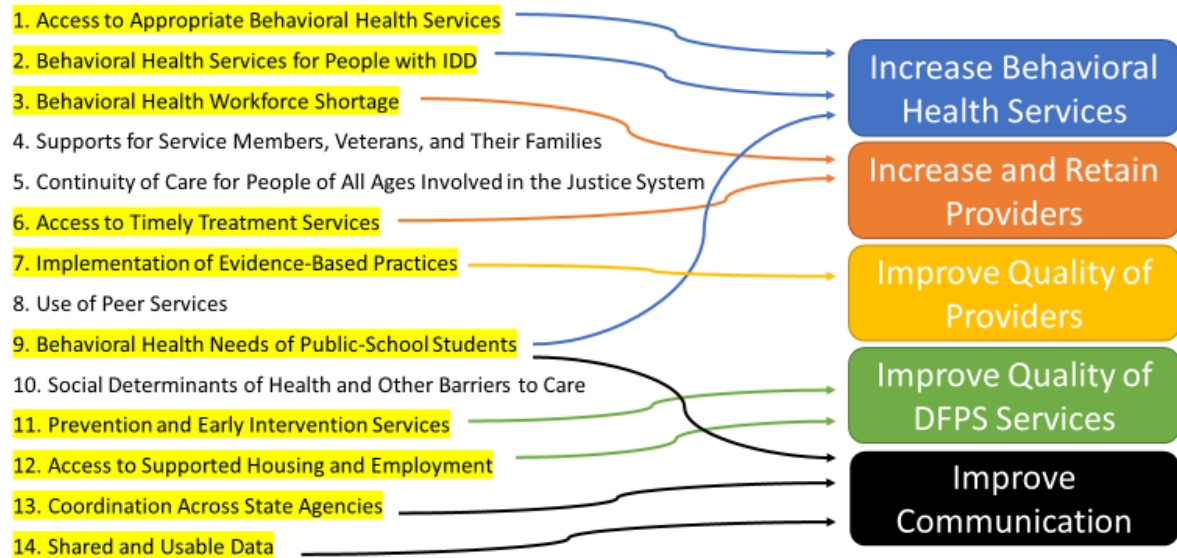 1. Access to Appropriate Behavioral Health Services
2. Behavioral Health Services for People with IDD
3. Behavioral Health Workforce Shortage
4. Supports for Service Members, Veterans, and Their Families
5. Continuity of Care for People of All Ages Involved in the Justice System
6. Access to Timely Treatment Services
7. Implementation of Evidence-Based Practices
8. Use of Peer Services
9. Behavioral Health Needs of Public-School Students
10. Social Determinants of Health and Other Barriers to Care
11. Prevention and Early Intervention Services
12. Access to Supported Housing and Employment
13. Coordination Across State Agencies
14. Shared and Usable Data
Increase Behavioral
Health Services
Increase and Retain
Providers
Improve Quality of
Providers
Improve Quality of
DFPS Services
Improve
Communication